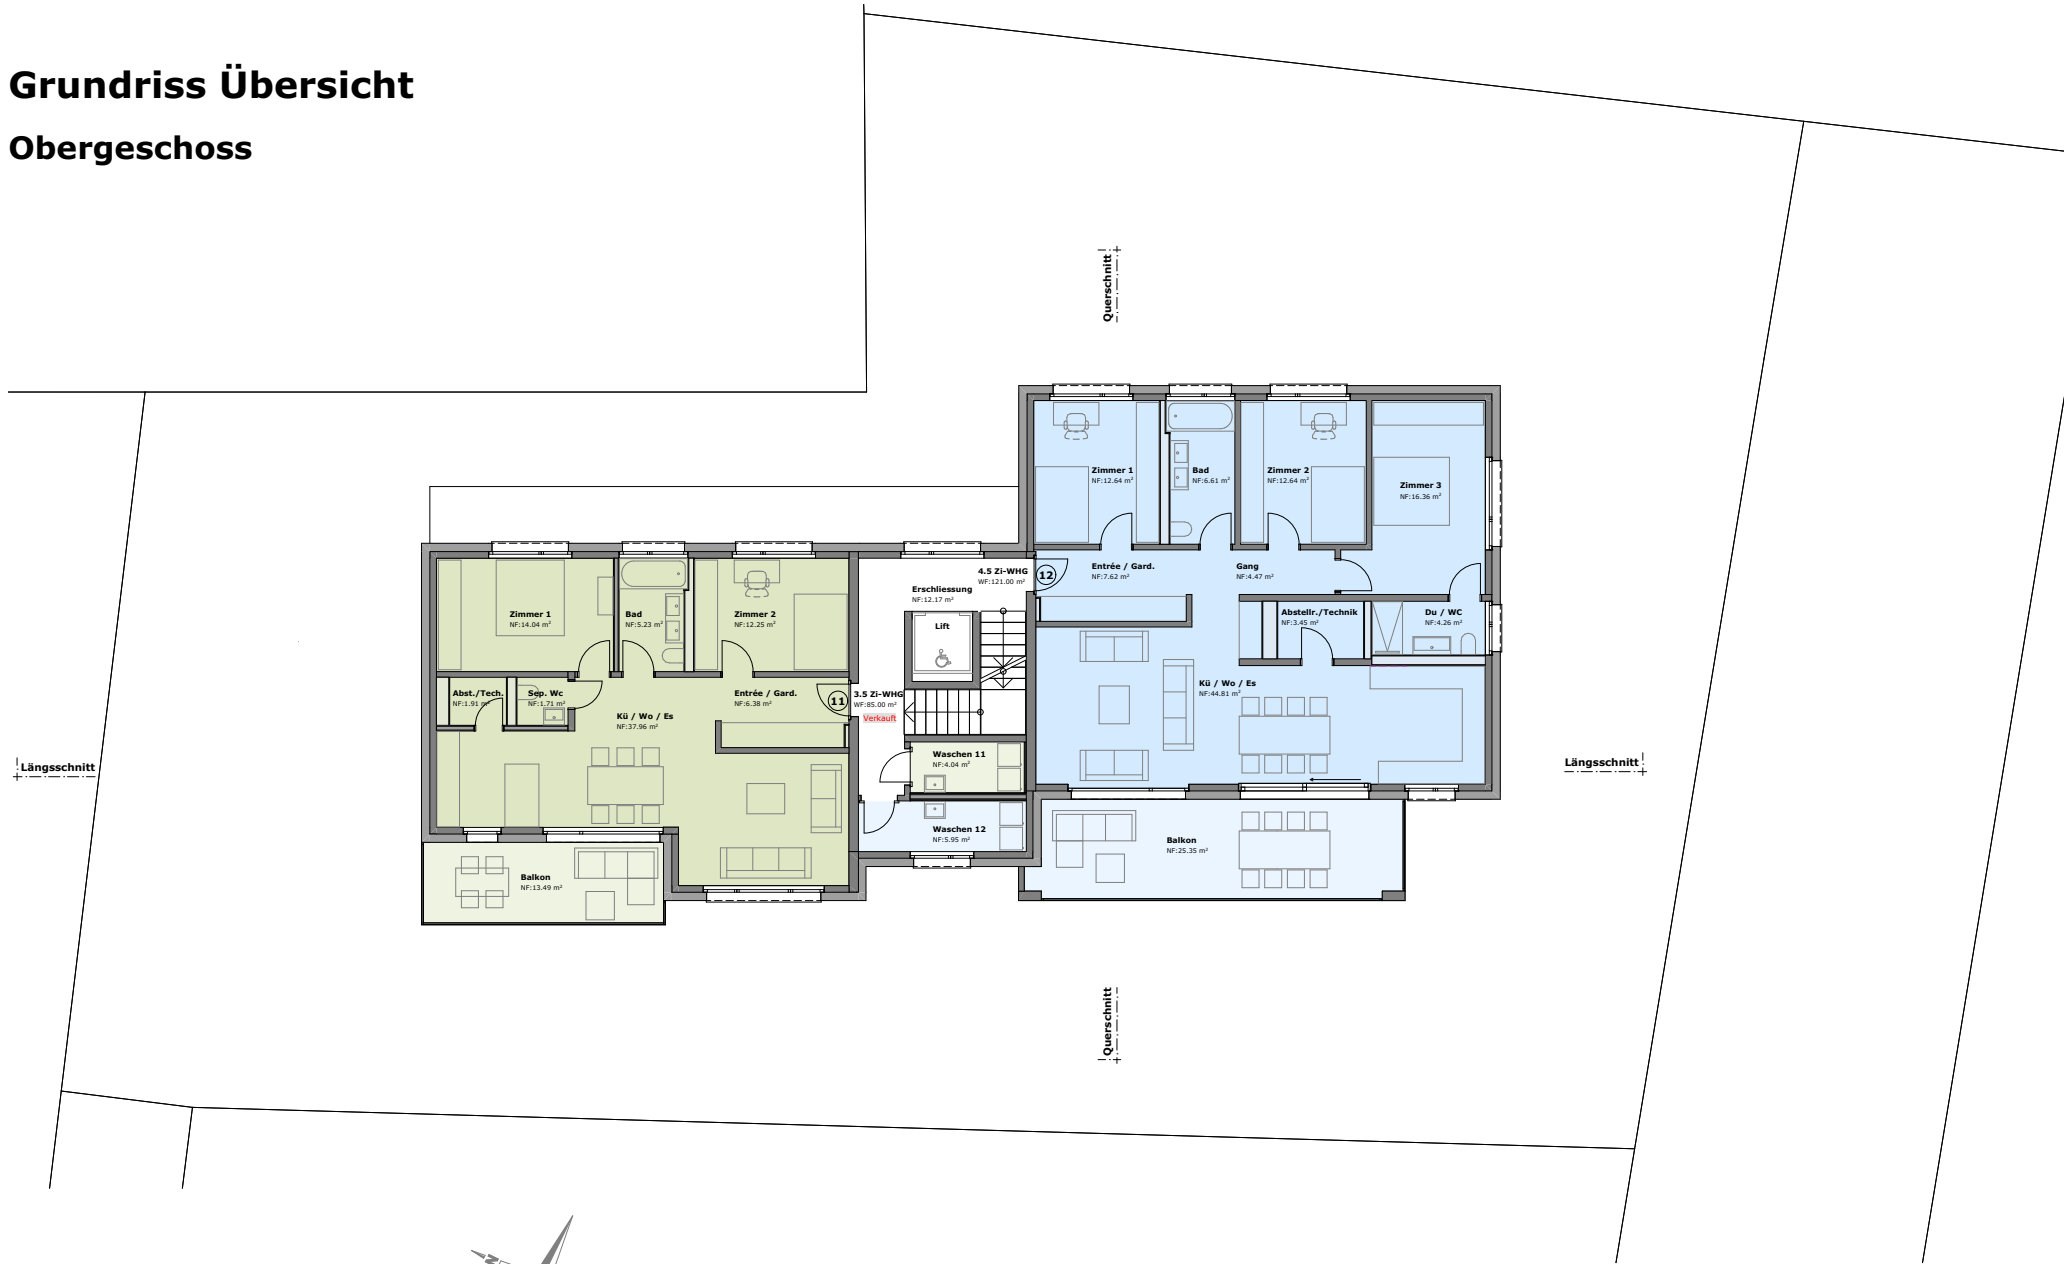 Grundriss Übersicht
Obergeschoss
Querschnitt
Zimmer 1
NF:12.64 m²
Bad
NF:6.61 m²
Zimmer 2
NF:12.64 m²
Zimmer 3
NF:16.36 m²
4.5 Zi-WHG
WF:121.00 m²
12
Entrée / Gard.
NF:7.62 m²
Gang
NF:4.47 m²
Erschliessung
NF:12.17 m²
Lift
Abstellr./Technik
NF:3.45 m²
Du / WC
NF:4.26 m²
Zimmer 1
NF:14.04 m²
Bad
NF:5.23 m²
Zimmer 2
NF:12.25 m²
Abst./Tech.
NF:1.91 m²
Sep. Wc
NF:1.71 m²
Entrée / Gard.
NF:6.38 m²
11
3.5 Zi-WHG
WF:85.00 m²
Verkauft
Kü / Wo / Es
NF:37.96 m²
Kü / Wo / Es
NF:44.81 m²
Waschen 11
NF:4.04 m²
Waschen 12
NF:5.95 m²
Längsschnitt
Längsschnitt
Balkon
NF:13.49 m²
Balkon
NF:25.35 m²
Querschnitt
N